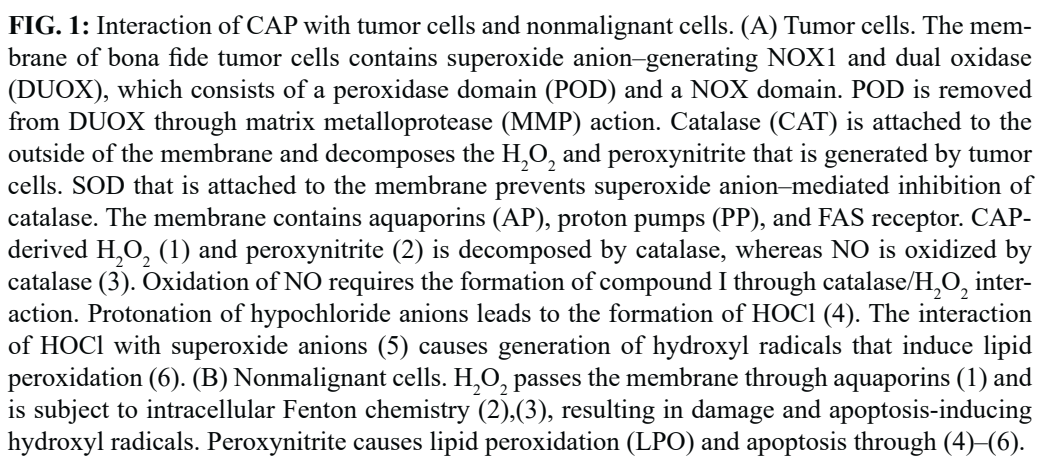 FIG. 1: Interaction of CAP with tumor cells and nonmalignant cells. (A) Tumor cells. The mem-
brane of bona fide tumor cells contains superoxide anion–generating NOX1 and dual oxidase
(DUOX), which consists of a peroxidase domain (POD) and a NOX domain. POD is removed
from DUOX through matrix metalloprotease (MMP) action. Catalase (CAT) is attached to the
outside of the membrane and decomposes the H₂O₂ and peroxynitrite that is generated by tumor
cells. SOD that is attached to the membrane prevents superoxide anion–mediated inhibition of
catalase. The membrane contains aquaporins (AP), proton pumps (PP), and FAS receptor. CAP-
derived H₂O₂ (1) and peroxynitrite (2) is decomposed by catalase, whereas NO is oxidized by
catalase (3). Oxidation of NO requires the formation of compound I through catalase/H₂O₂ inter-
action. Protonation of hypochloride anions leads to the formation of HOCl (4). The interaction
of HOCl with superoxide anions (5) causes generation of hydroxyl radicals that induce lipid
peroxidation (6). (B) Nonmalignant cells. H₂O₂ passes the membrane through aquaporins (1) and
is subject to intracellular Fenton chemistry (2),(3), resulting in damage and apoptosis-inducing
hydroxyl radicals. Peroxynitrite causes lipid peroxidation (LPO) and apoptosis through (4)–(6).